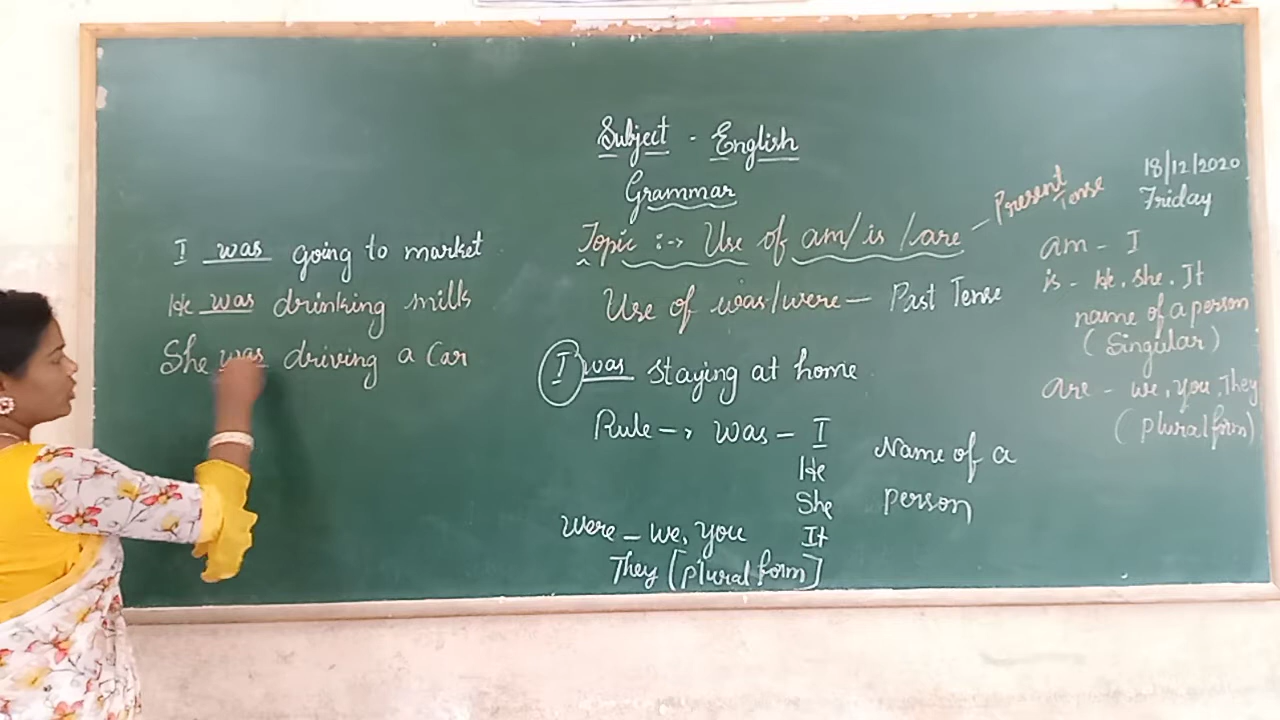 Subject - English
Grammar
Topic :-> Use of am/is/are - Present Tense
Use of was/were - Past Tense
I was staying at home
Rule -> was - I
He
She
It
Name of a
person
Were - we, you
They [plural form]
I was going to market
He was drinking milk
She was driving a Car
18/12/2020
Friday
am - I
is - He, she, It
name of a person
(Singular)
are - we, you, They
(plural form)